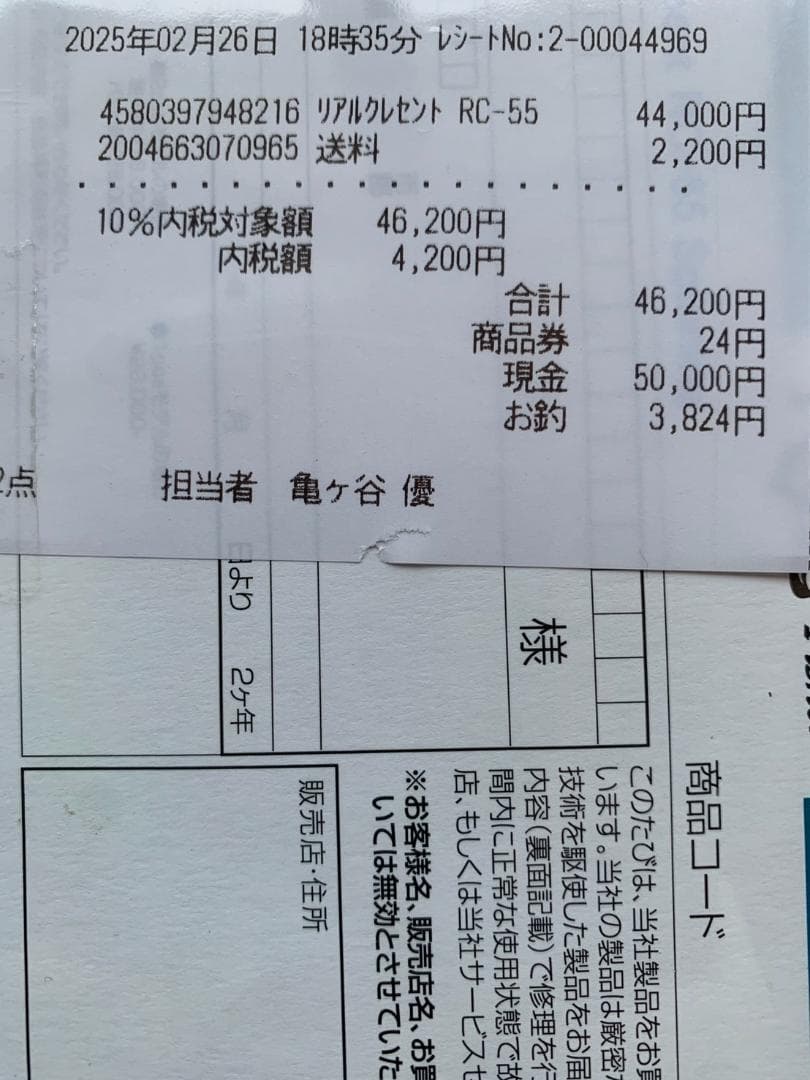 2025年02月26日 18時35分 ﾚｼｰﾄNo:2-00044969
4580397948216 ﾘｱﾙｸﾚｾﾝﾄ RC-55 44,000円
2004663070965 送料 2,200円
10%内税対象額 46,200円
内税額 4,200円
合計 46,200円
商品券 24円
現金 50,000円
お釣 3,824円
2点 担当者 亀ヶ谷 優
様
日より 2ヶ年
商品コード
このたびは、当社製品をお買
います。当社の製品は厳密な
技術を駆使した製品をお届
内容(裏面記載)で修理を行
間内に正常な使用状態で故
店、もしくは当社サービスセ
※お客様名、販売店名、お買
いては無効とさせていた
販売店・住所